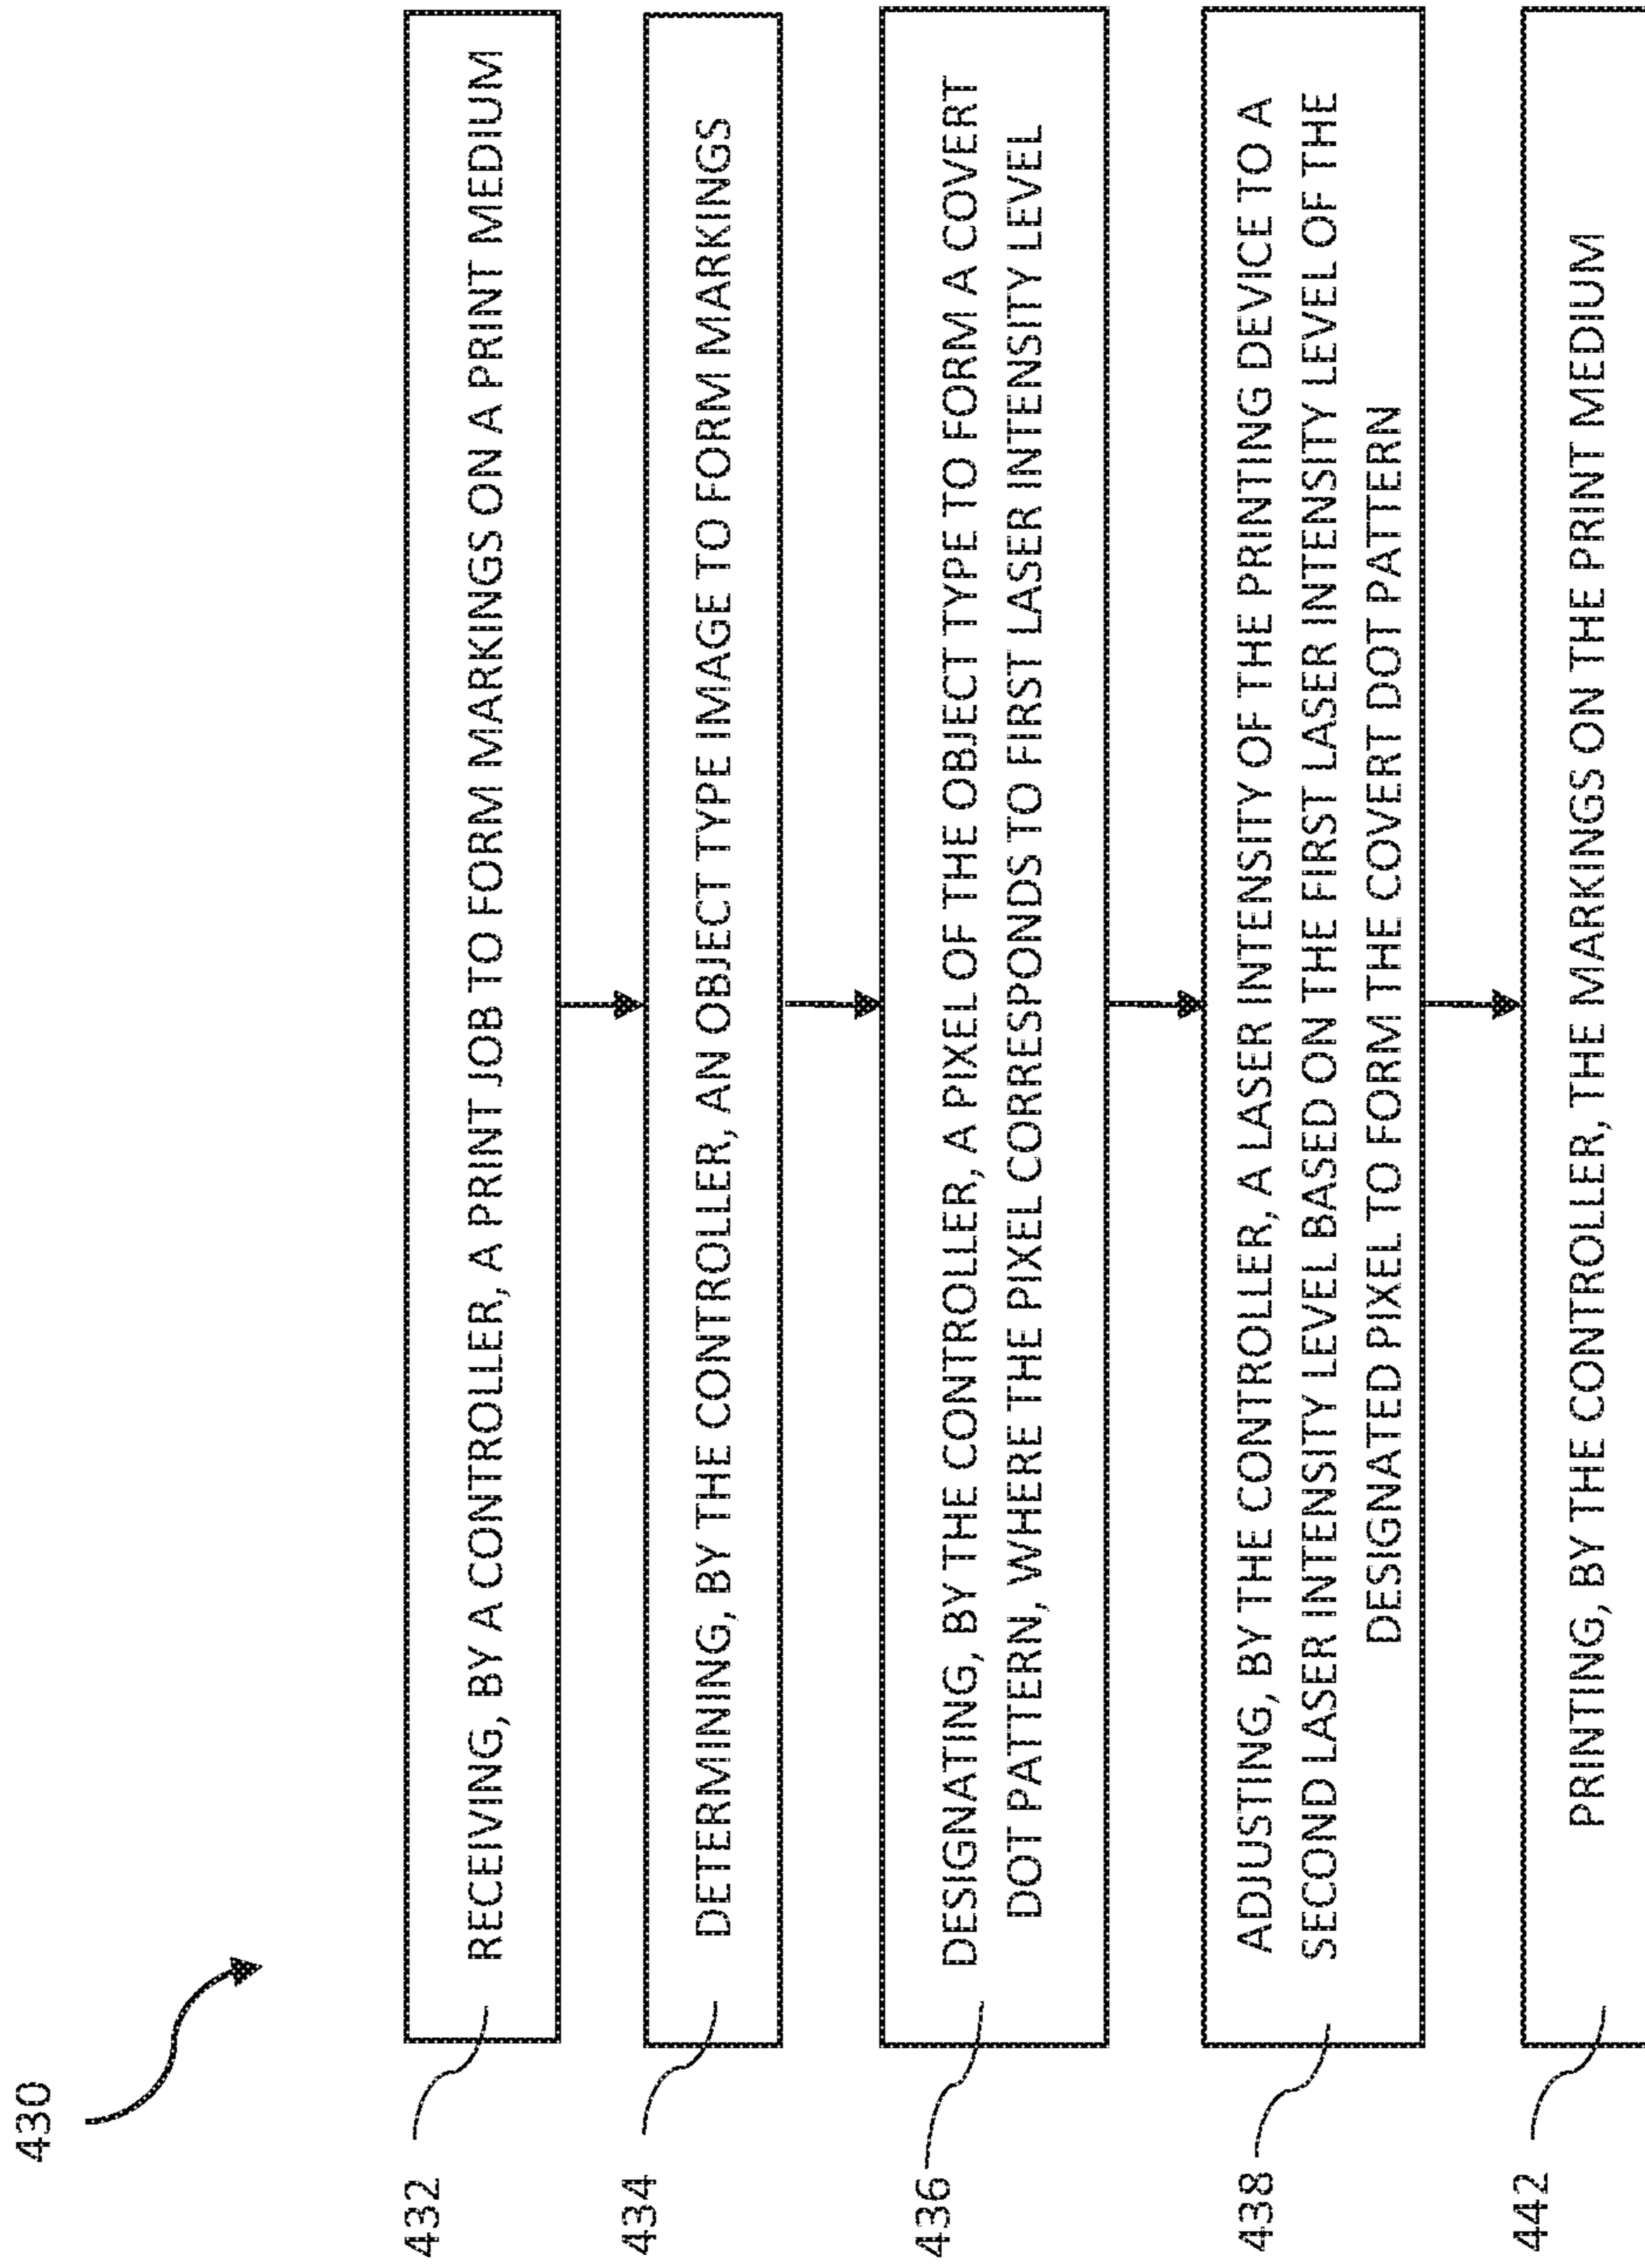 430
432
RECEIVING, BY A CONTROLLER, A PRINT JOB TO FORM MARKINGS ON A PRINT MEDIUM
434
DETERMINING, BY THE CONTROLLER, AN OBJECT TYPE IMAGE TO FORM MARKINGS
436
DESIGNATING, BY THE CONTROLLER, A PIXEL OF THE OBJECT TYPE TO FORM A COVERT
DOT PATTERN, WHERE THE PIXEL CORRESPONDS TO FIRST LASER INTENSITY LEVEL
438
ADJUSTING, BY THE CONTROLLER, A LASER INTENSITY OF THE PRINTING DEVICE TO A
SECOND LASER INTENSITY LEVEL BASED ON THE FIRST LASER INTENSITY LEVEL OF THE
DESIGNATED PIXEL TO FORM THE COVERT DOT PATTERN
442
PRINTING, BY THE CONTROLLER, THE MARKINGS ON THE PRINT MEDIUM